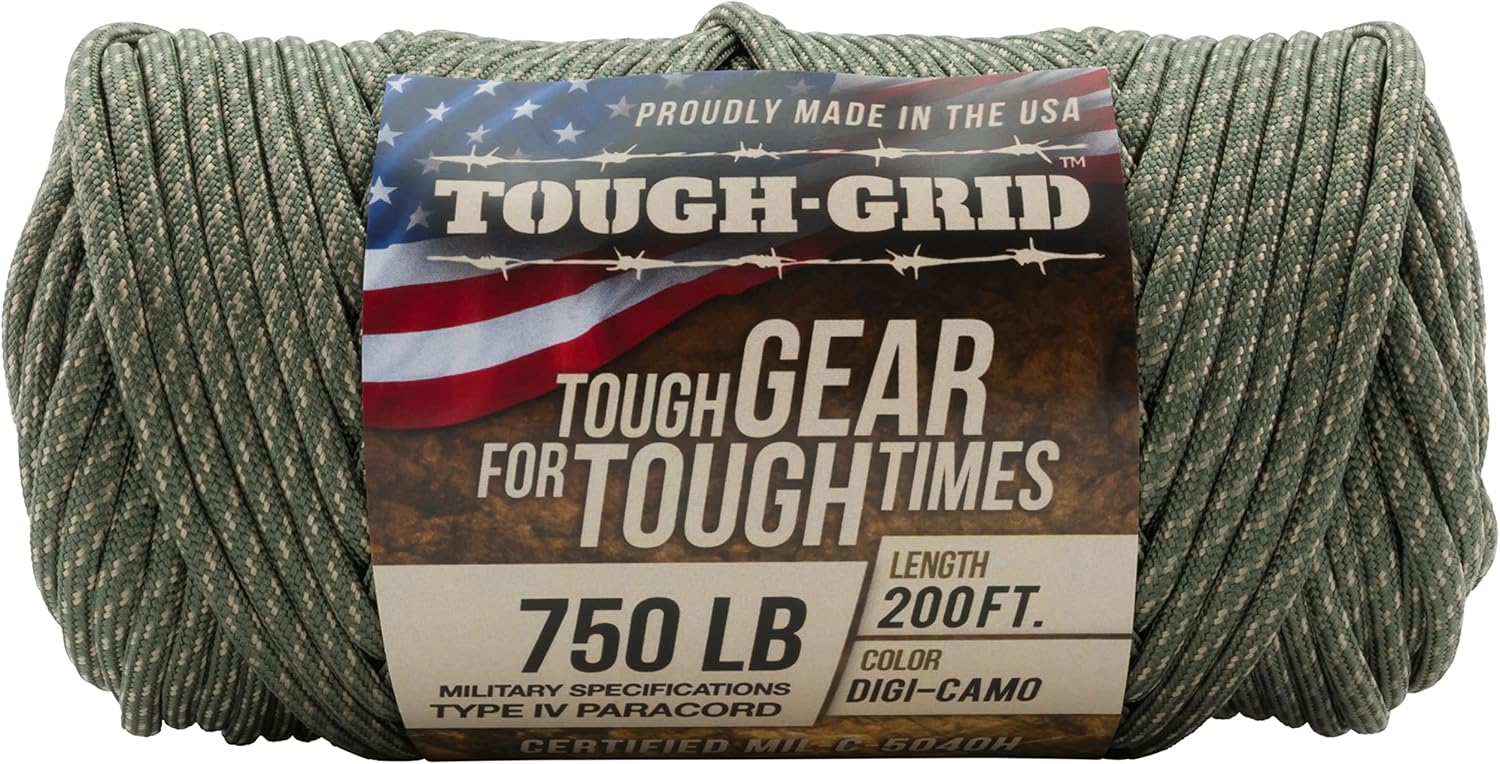 PROUDLY MADE IN THE USA
TOUGH-GRID™
TOUGH GEAR
FOR TOUGH TIMES
750 LB
MILITARY SPECIFICATIONS
TYPE IV PARACORD
LENGTH
200FT.
COLOR
DIGI-CAMO
CERTIFIED MIL-C-5040H